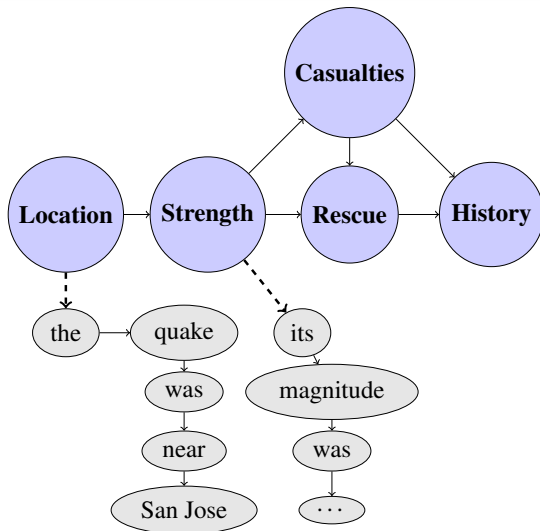 Casualties
Location
Strength
Rescue
History
the
quake
its
was
magnitude
near
was
San Jose
...